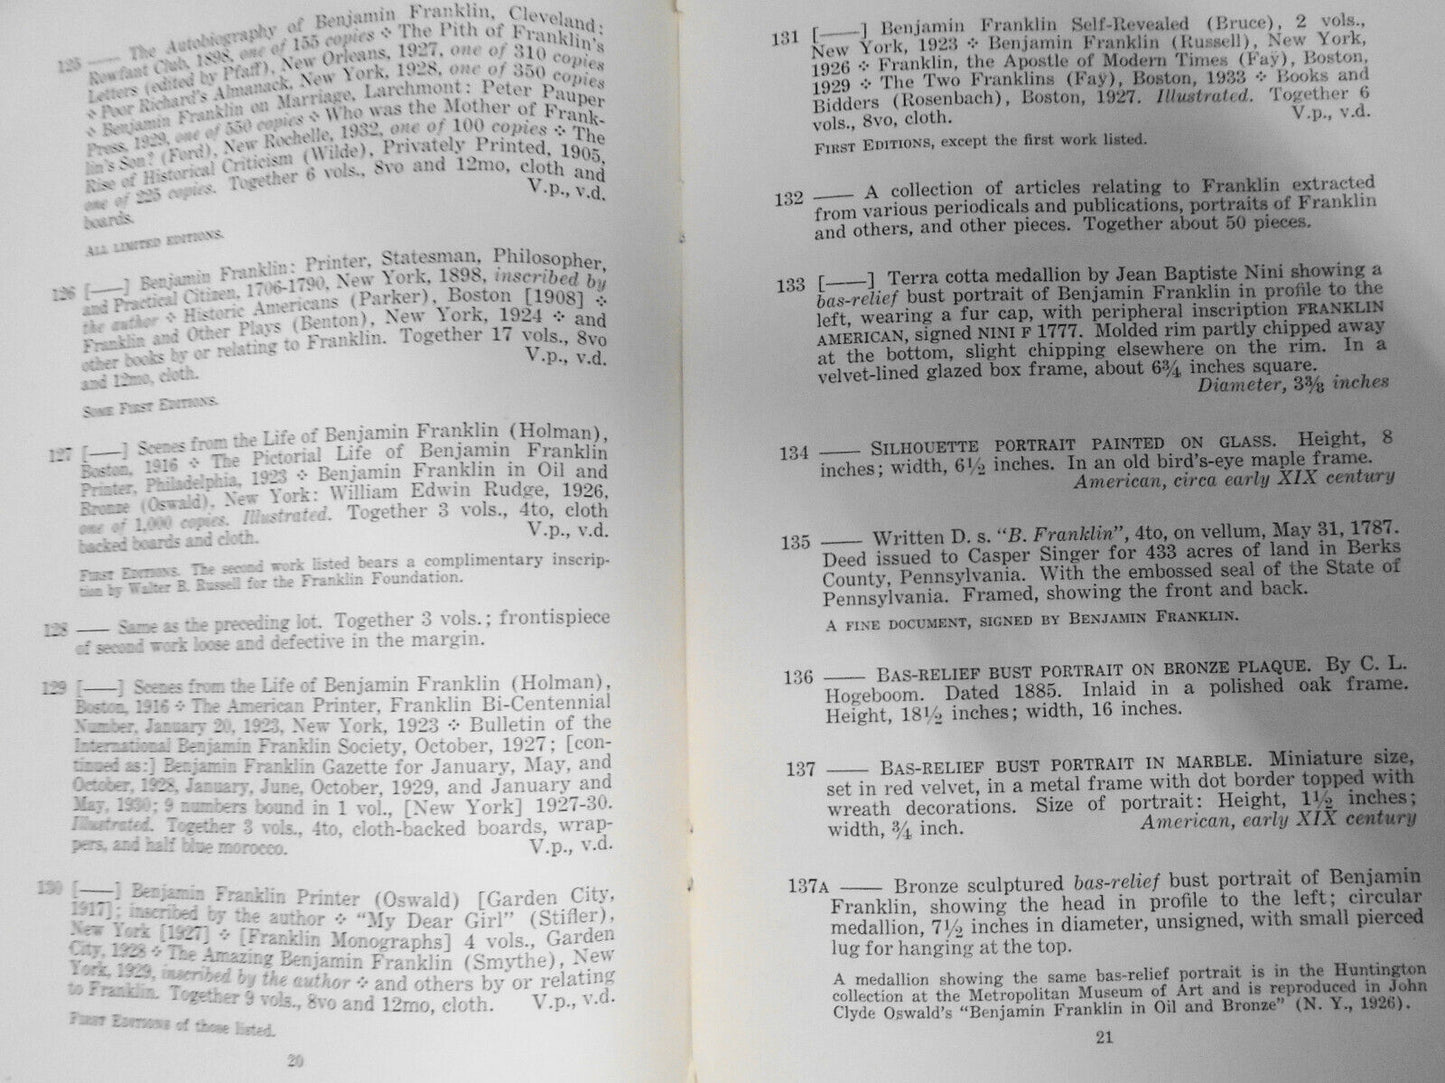 125 —— The Autobiography of Benjamin Franklin, Cleveland:
Rowfant Club, 1898, one of 155 copies ❖ The Pith of Franklin's
Letters (edited by Pfaff), New Orleans, 1927, one of 310 copies
❖ Poor Richard's Almanack, New York, 1928, one of 350 copies
❖ Benjamin Franklin on Marriage, Larchmont: Peter Pauper
Press, 1929, one of 550 copies ❖ Who was the Mother of Frank-
lin's Son? (Ford), New Rochelle, 1932, one of 100 copies ❖ The
Rise of Historical Criticism (Wilde), Privately Printed, 1905,
one of 225 copies. Together 6 vols., 8vo and 12mo, cloth and
boards. V.p., v.d.
ALL LIMITED EDITIONS.
126 [——] Benjamin Franklin: Printer, Statesman, Philosopher,
and Practical Citizen, 1706-1790, New York, 1898, inscribed by
the author ❖ Historic Americans (Parker), Boston [1908] ❖
Franklin and Other Plays (Benton), New York, 1924 ❖ and
other books by or relating to Franklin. Together 17 vols., 8vo
and 12mo, cloth. V.p., v.d.
SOME FIRST EDITIONS.
127 [——] Scenes from the Life of Benjamin Franklin (Holman),
Boston, 1916 ❖ The Pictorial Life of Benjamin Franklin
Printer, Philadelphia, 1923 ❖ Benjamin Franklin in Oil and
Bronze (Oswald), New York: William Edwin Rudge, 1926,
one of 1,000 copies. Illustrated. Together 3 vols., 4to, cloth
backed boards and cloth. V.p., v.d.
FIRST EDITIONS. The second work listed bears a complimentary inscrip-
tion by Walter B. Russell for the Franklin Foundation.
128 —— Same as the preceding lot. Together 3 vols.; frontispiece
of second work loose and defective in the margin.
129 [——] Scenes from the Life of Benjamin Franklin (Holman),
Boston, 1916 ❖ The American Printer, Franklin Bi-Centennial
Number, January 20, 1923, New York, 1923 ❖ Bulletin of the
International Benjamin Franklin Society, October, 1927; [con-
tinued as:] Benjamin Franklin Gazette for January, May, and
October, 1928, January, June, October, 1929, and January and
May, 1930; 9 numbers bound in 1 vol., [New York] 1927-30.
Illustrated. Together 3 vols., 4to, cloth-backed boards, wrap-
pers, and half blue morocco. V.p., v.d.
130 [——] Benjamin Franklin Printer (Oswald) [Garden City,
1917]; inscribed by the author ❖ "My Dear Girl" (Stifler),
New York [1927] ❖ [Franklin Monographs] 4 vols., Garden
City, 1928 ❖ The Amazing Benjamin Franklin (Smythe), New
York, 1929, inscribed by the author ❖ and others by or relating
to Franklin. Together 9 vols., 8vo and 12mo, cloth. V.p., v.d.
FIRST EDITIONS of those listed.
20
131 [——] Benjamin Franklin Self-Revealed (Bruce), 2 vols.,
New York, 1923 ❖ Benjamin Franklin (Russell), New York,
1926 ❖ Franklin, the Apostle of Modern Times (Faÿ), Boston,
1929 ❖ The Two Franklins (Faÿ), Boston, 1933 ❖ Books and
Bidders (Rosenbach), Boston, 1927. Illustrated. Together 6
vols., 8vo, cloth. V.p., v.d.
FIRST EDITIONS, except the first work listed.
132 —— A collection of articles relating to Franklin extracted
from various periodicals and publications, portraits of Franklin
and others, and other pieces. Together about 50 pieces.
133 [——] Terra cotta medallion by Jean Baptiste Nini showing a
bas-relief bust portrait of Benjamin Franklin in profile to the
left, wearing a fur cap, with peripheral inscription FRANKLIN
AMERICAN, signed NINI F 1777. Molded rim partly chipped away
at the bottom, slight chipping elsewhere on the rim. In a
velvet-lined glazed box frame, about 6¾ inches square.
Diameter, 3⅜ inches
134 —— SILHOUETTE PORTRAIT PAINTED ON GLASS. Height, 8
inches; width, 6½ inches. In an old bird's-eye maple frame.
American, circa early XIX century
135 —— Written D. s. "B. Franklin", 4to, on vellum, May 31, 1787.
Deed issued to Casper Singer for 433 acres of land in Berks
County, Pennsylvania. With the embossed seal of the State of
Pennsylvania. Framed, showing the front and back.
A FINE DOCUMENT, SIGNED BY BENJAMIN FRANKLIN.
136 —— BAS-RELIEF BUST PORTRAIT ON BRONZE PLAQUE. By C. L.
Hogeboom. Dated 1885. Inlaid in a polished oak frame.
Height, 18½ inches; width, 16 inches.
137 —— BAS-RELIEF BUST PORTRAIT IN MARBLE. Miniature size,
set in red velvet, in a metal frame with dot border topped with
wreath decorations. Size of portrait: Height, 1½ inches;
width, ¾ inch. American, early XIX century
137A —— Bronze sculptured bas-relief bust portrait of Benjamin
Franklin, showing the head in profile to the left; circular
medallion, 7½ inches in diameter, unsigned, with small pierced
lug for hanging at the top.
A medallion showing the same bas-relief portrait is in the Huntington
collection at the Metropolitan Museum of Art and is reproduced in John
Clyde Oswald's "Benjamin Franklin in Oil and Bronze" (N. Y., 1926).
21